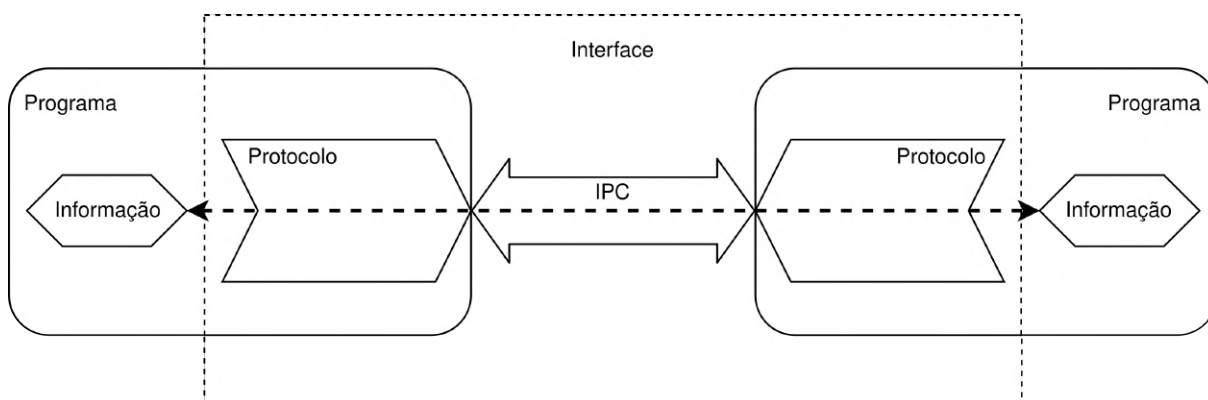 Interface
Programa
Programa
Protocolo
Protocolo
IPC
Informação
Informação